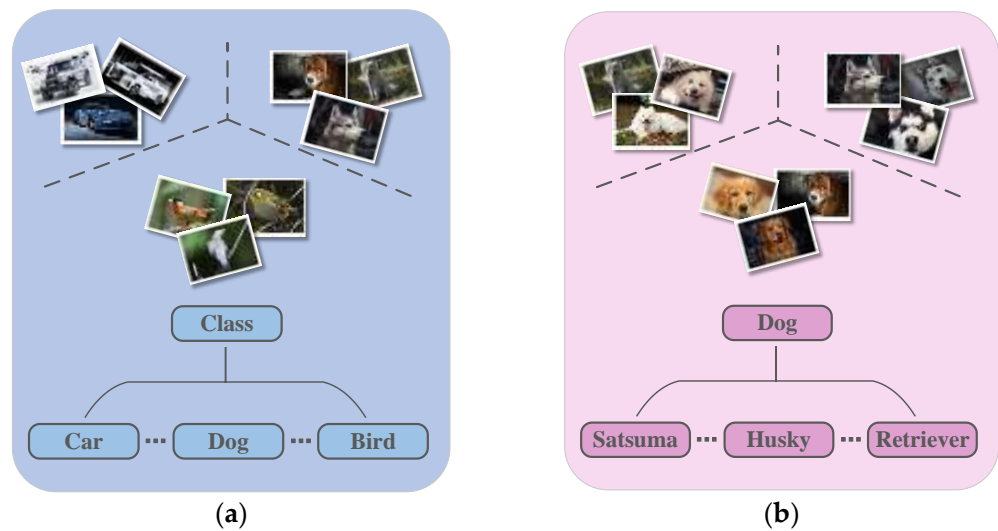 Class
Car ... Dog ... Bird
(a)
Dog
Satsuma ... Husky ... Retriever
(b)